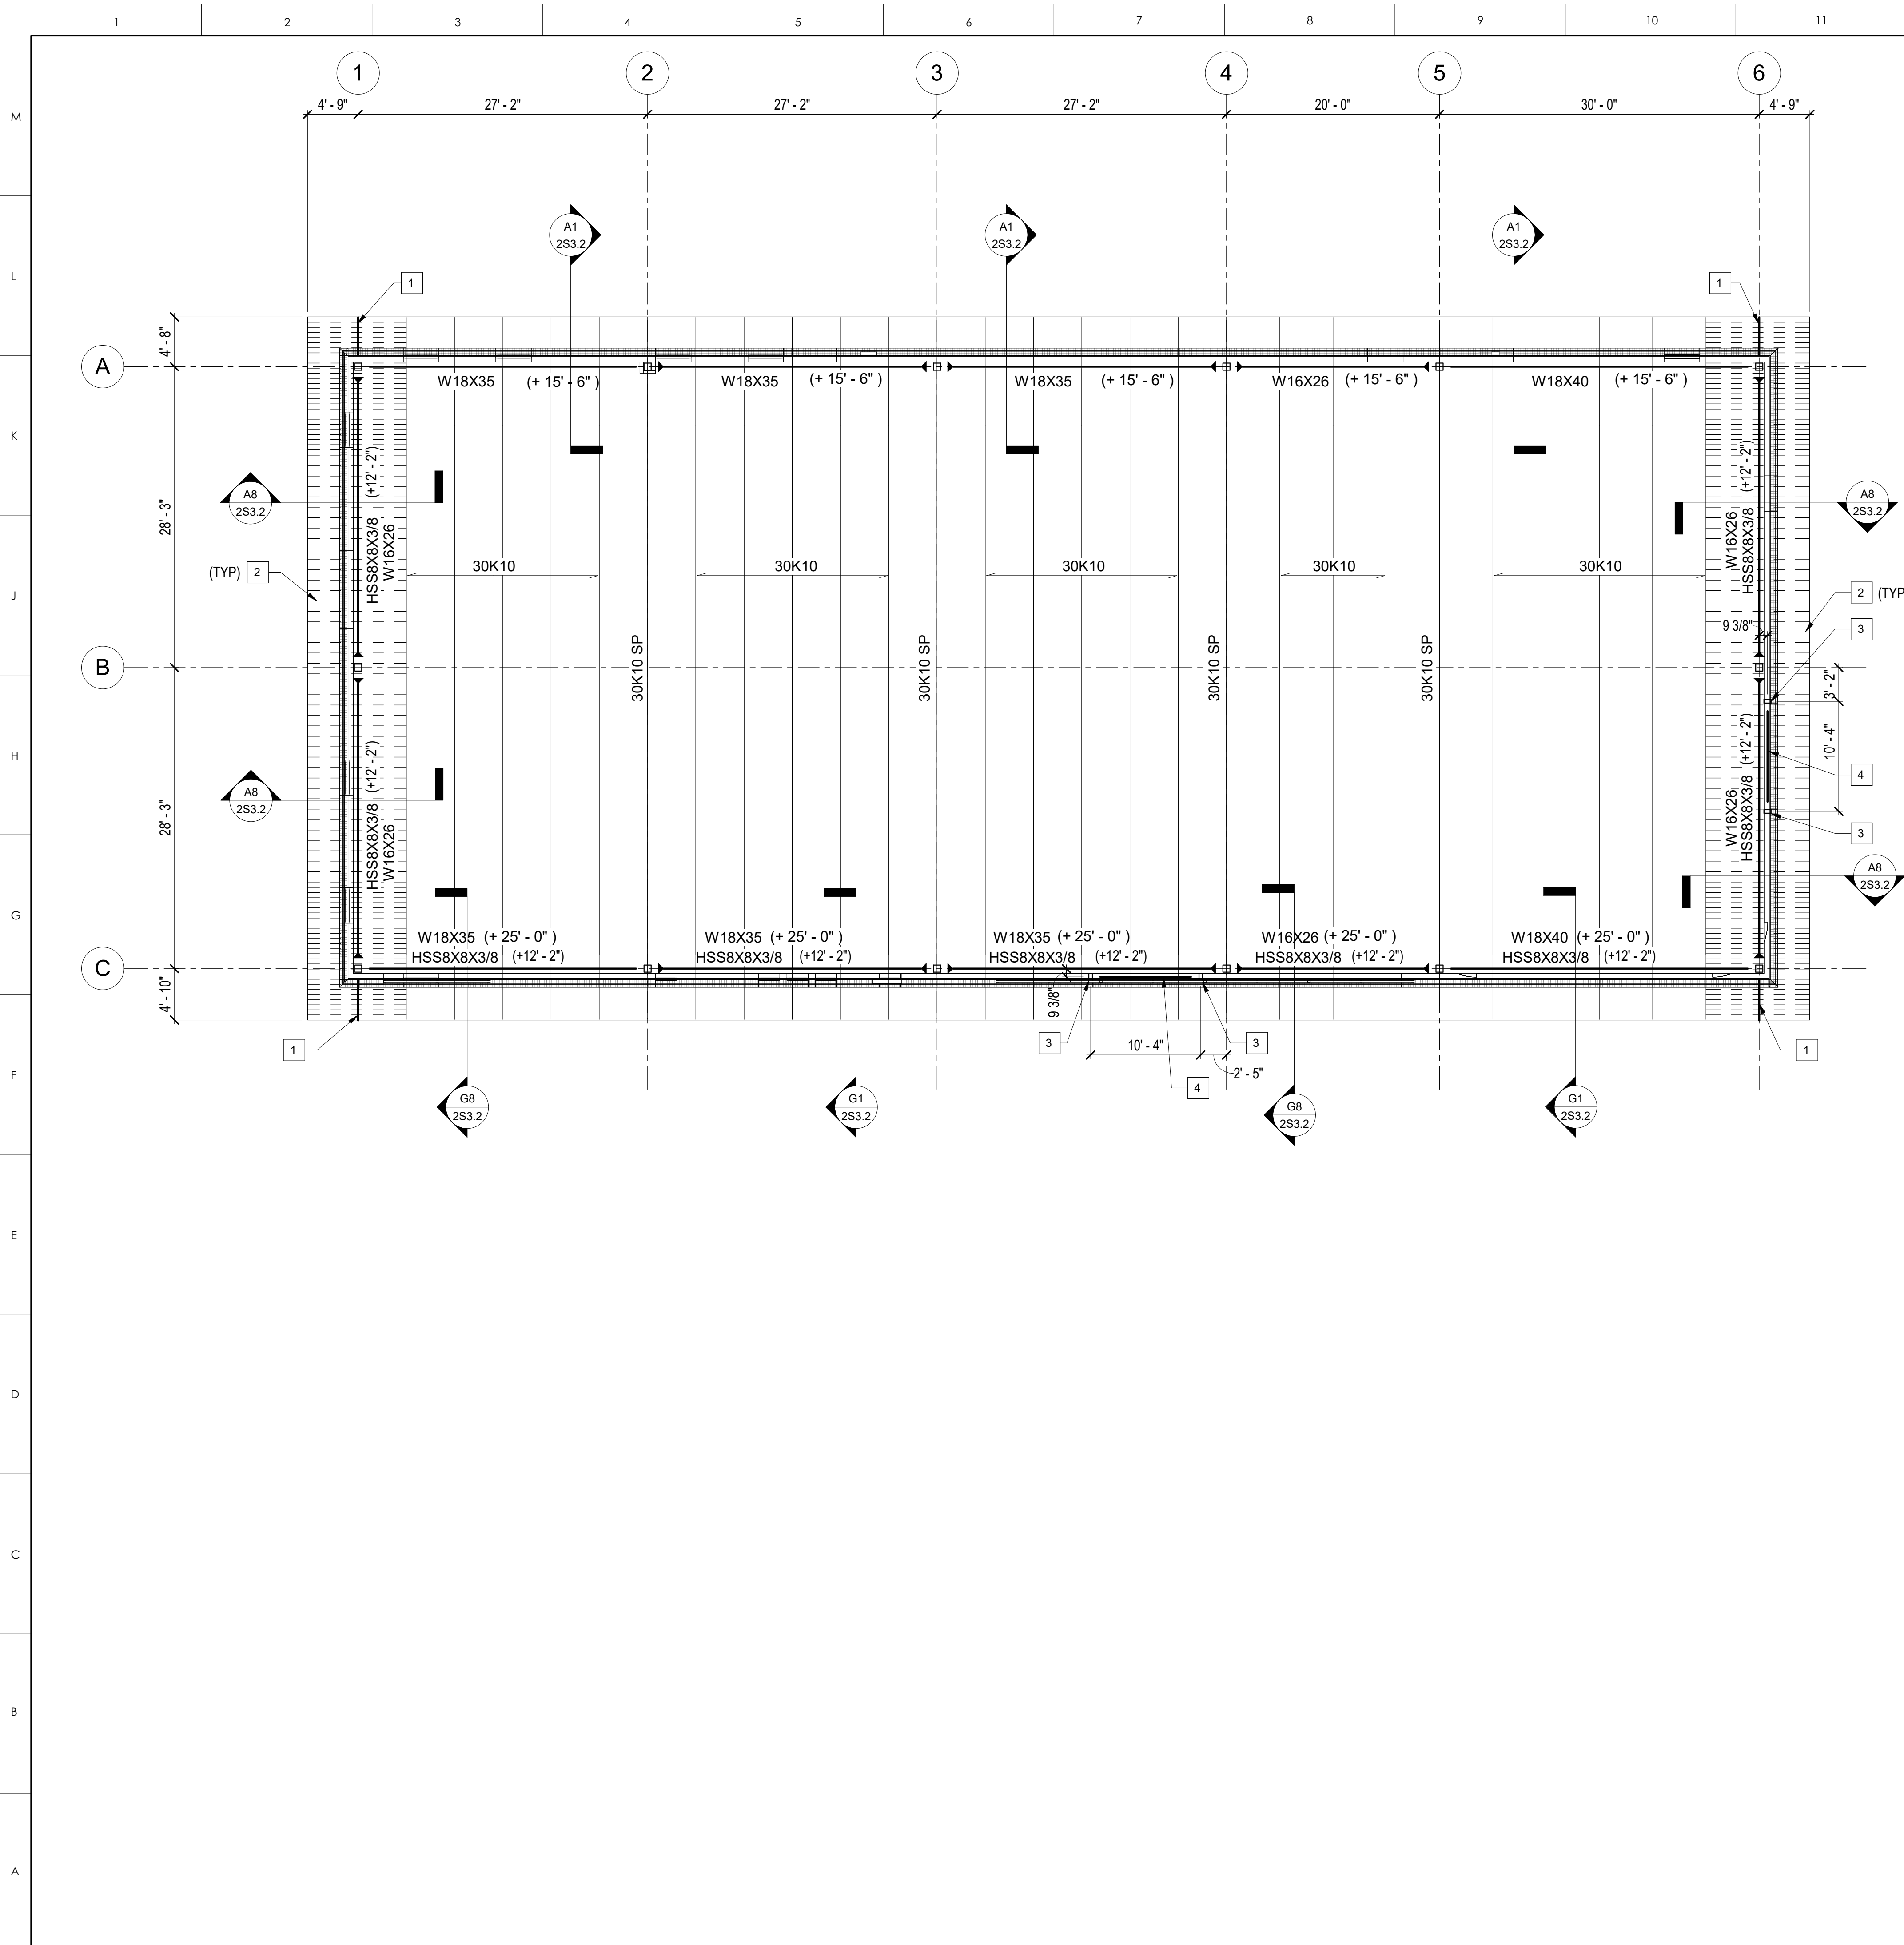 1 2 3 4 5 6 7 8 9 10 11
1 2 3 4 5 6
4' - 9" 27' - 2" 27' - 2" 27' - 2" 20' - 0" 30' - 0" 4' - 9"
M
A1 A1 A1
2S3.2 2S3.2 2S3.2
L
1 1
4' - 8"
A
W18X35 (+ 15' - 6" ) W18X35 (+ 15' - 6" ) W18X35 (+ 15' - 6" ) W16X26 (+ 15' - 6" ) W18X40 (+ 15' - 6" )
K
(+12' - 2")
HSS8X8X3/8
W16X26
(+12' - 2")
W16X26
HSS8X8X3/8
A8 A8
2S3.2 2S3.2
28' - 3"
(TYP) 2
30K10 30K10 30K10 30K10 30K10
J
2 (TYP
9 3/8"
3
30K10 SP 30K10 SP 30K10 SP 30K10 SP
B
3' - 2"
10' - 4"
H
4
(+12' - 2")
HSS8X8X3/8
W16X26
(+12' - 2")
W16X26
HSS8X8X3/8
A8
2S3.2
28' - 3"
3
A8
2S3.2
G
W18X35 (+ 25' - 0" ) W18X35 (+ 25' - 0" ) W18X35 (+ 25' - 0" ) W16X26 (+ 25' - 0" ) W18X40 (+ 25' - 0" )
HSS8X8X3/8 (+12' - 2") HSS8X8X3/8 (+12' - 2") HSS8X8X3/8 (+12' - 2") HSS8X8X3/8 (+12' - 2") HSS8X8X3/8 (+12' - 2")
C
4' - 10"
9 3/8"
1 3 10' - 4" 3 1
2' - 5"
F
4
G8 G1 G8 G1
2S3.2 2S3.2 2S3.2 2S3.2
E
D
C
B
A